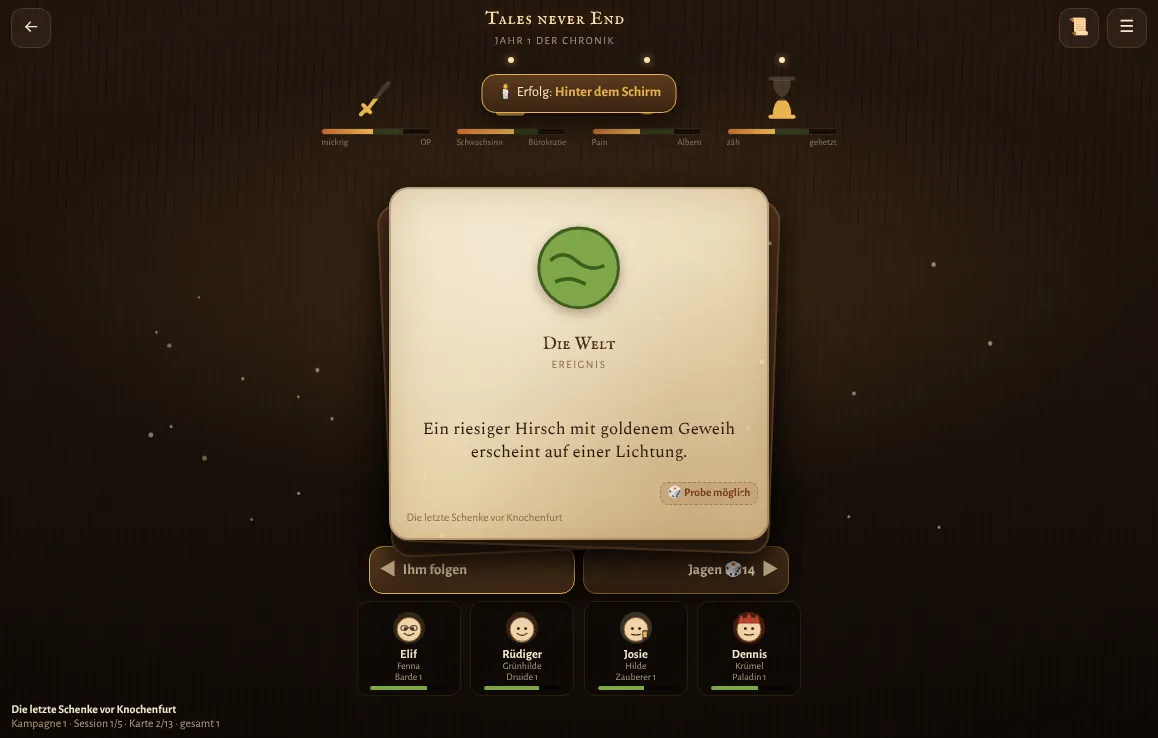 Tales never End
JAHR 1 DER CHRONIK
Erfolg: Hinter dem Schirm
mickrig OP
Schwachsinn Bürokratie
Pain Albern
zäh gehetzt
Die Welt
EREIGNIS
Ein riesiger Hirsch mit goldenem Geweih
erscheint auf einer Lichtung.
Probe möglich
Die letzte Schenke vor Knochenfurt
Ihm folgen
Jagen 14
Elif
Fenna
Barde 1
Rüdiger
Grünhilde
Druide 1
Josie
Hilde
Zauberer 1
Dennis
Krümel
Paladin 1
Die letzte Schenke vor Knochenfurt
Kampagne 1 · Session 1/5 · Karte 2/13 · gesamt 1